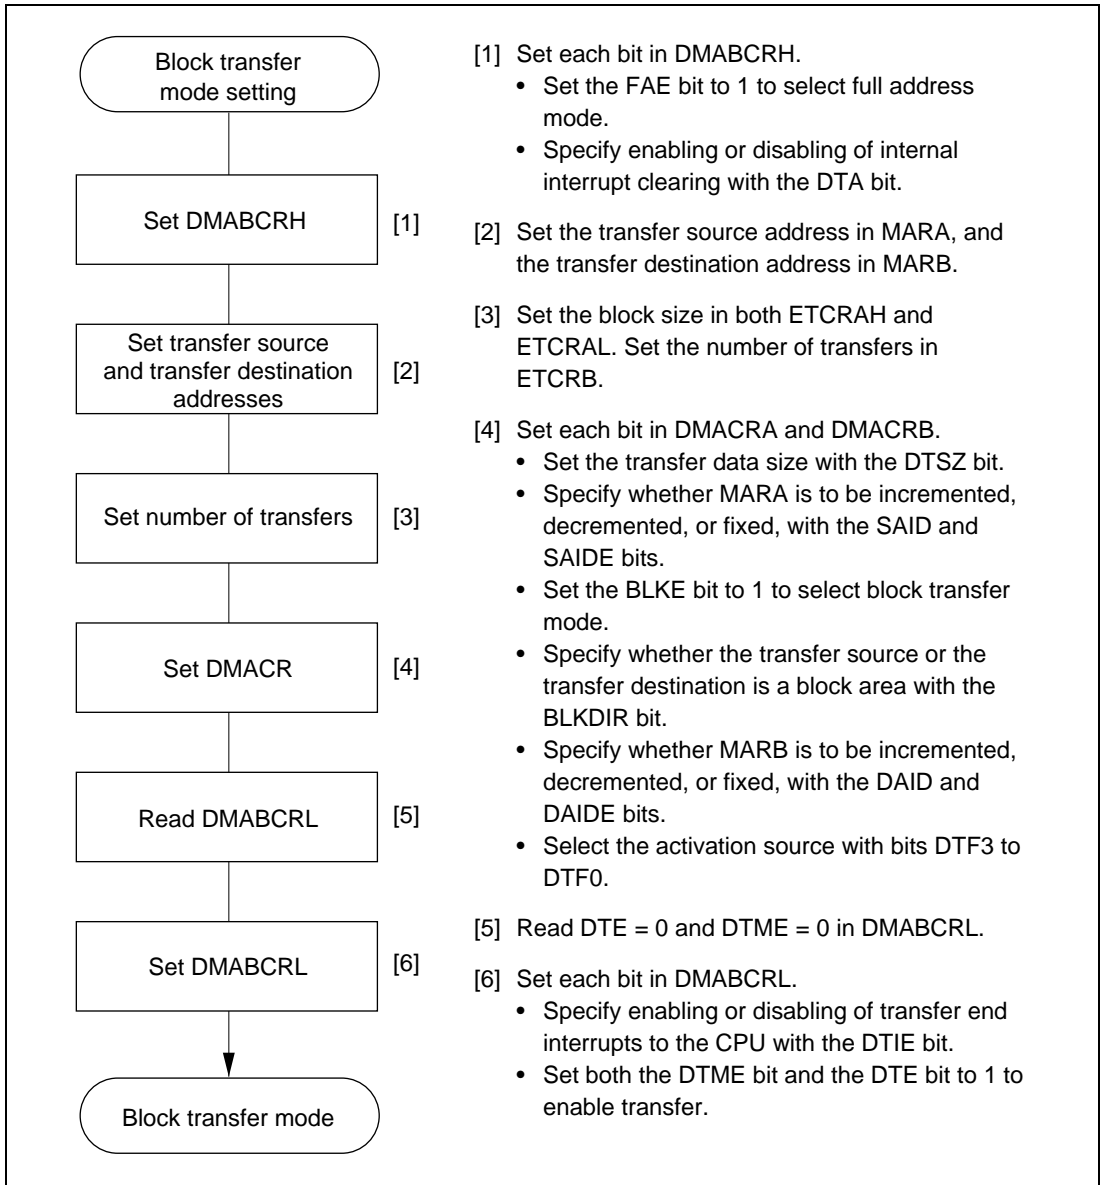 Block transfer
mode setting
Set DMABCRH
[1]
Set transfer source
and transfer destination
addresses
[2]
Set number of transfers
[3]
Set DMACR
[4]
Read DMABCRL
[5]
Set DMABCRL
[6]
Block transfer mode
[1] Set each bit in DMABCRH.
• Set the FAE bit to 1 to select full address
mode.
• Specify enabling or disabling of internal
interrupt clearing with the DTA bit.
[2] Set the transfer source address in MARA, and
the transfer destination address in MARB.
[3] Set the block size in both ETCRAH and
ETCRAL. Set the number of transfers in
ETCRB.
[4] Set each bit in DMACRA and DMACRB.
• Set the transfer data size with the DTSZ bit.
• Specify whether MARA is to be incremented,
decremented, or fixed, with the SAID and
SAIDE bits.
• Set the BLKE bit to 1 to select block transfer
mode.
• Specify whether the transfer source or the
transfer destination is a block area with the
BLKDIR bit.
• Specify whether MARB is to be incremented,
decremented, or fixed, with the DAID and
DAIDE bits.
• Select the activation source with bits DTF3 to
DTF0.
[5] Read DTE = 0 and DTME = 0 in DMABCRL.
[6] Set each bit in DMABCRL.
• Specify enabling or disabling of transfer end
interrupts to the CPU with the DTIE bit.
• Set both the DTME bit and the DTE bit to 1 to
enable transfer.